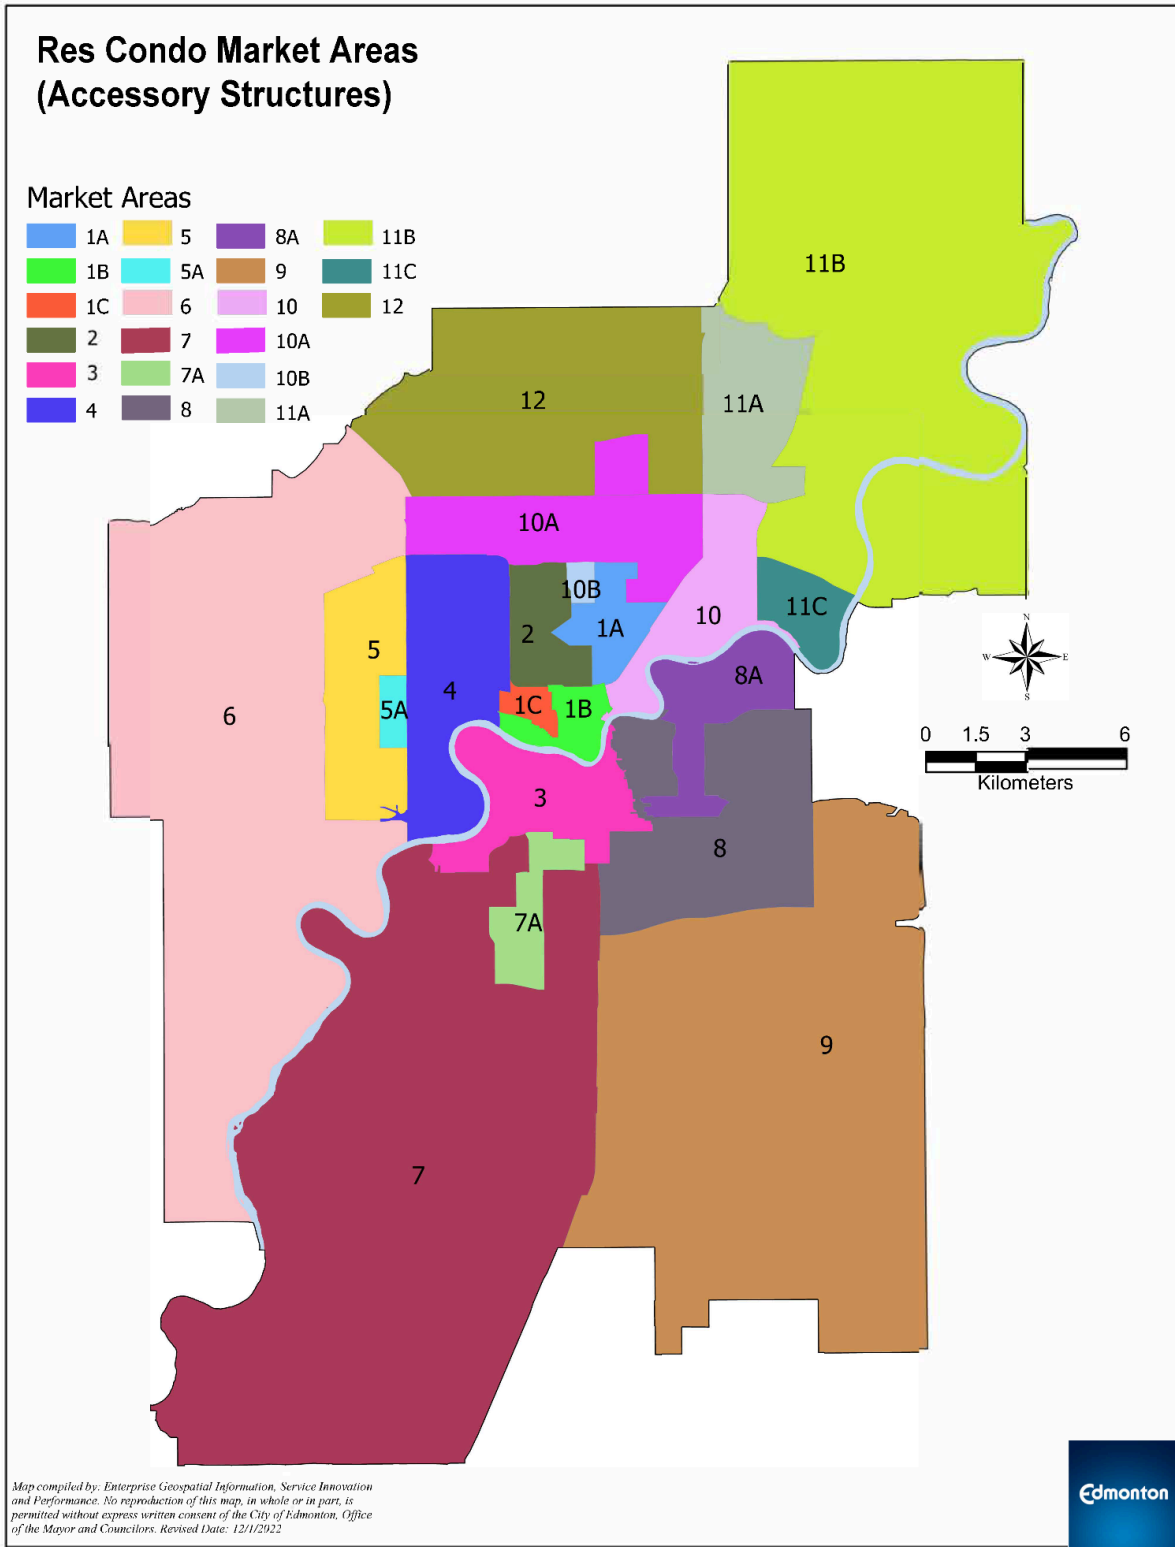 Res Condo Market Areas
(Accessory Structures)
Market Areas
1A 5 8A 11B
1B 5A 9 11C
1C 6 10 12
2 7 10A
3 7A 10B
4 8 11A
11B
12
11A
10A
10B
1A
10
11C
2
5
8A
4
5A
1C
1B
6
3
8
7A
9
7
N
W E
S
0 1.5 3 6
Kilometers
Map compiled by: Enterprise Geospatial Information, Service Innovation
and Performance. No reproduction of this map, in whole or in part, is
permitted without express written consent of the City of Edmonton, Office
of the Mayor and Councilors. Revised Date: 12/1/2022
Edmonton